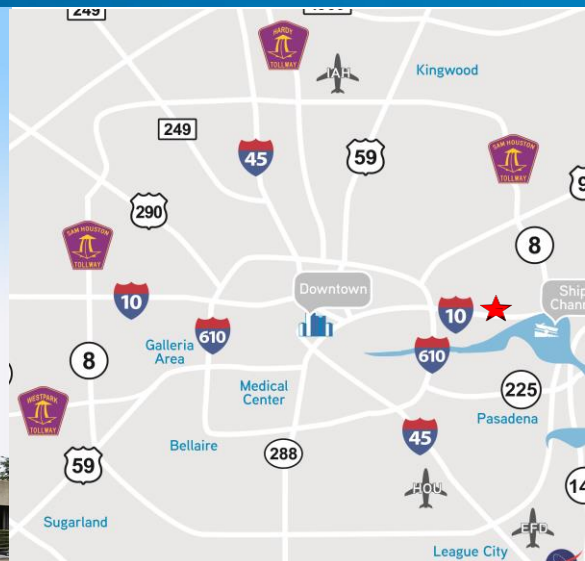 249
HARDY
TOLLWAY
IAH
Kingwood
249
45
59
SAM HOUSTON
TOLLWAY
290
SAM HOUSTON
TOLLWAY
8
10
Downtown
10
Ship
Chann
Galleria
Area
610
610
8
Medical
Center
225
Pasadena
WESTPARK
TOLLWAY
45
Bellaire
288
59
HOU
14
Sugarland
EFD
League City